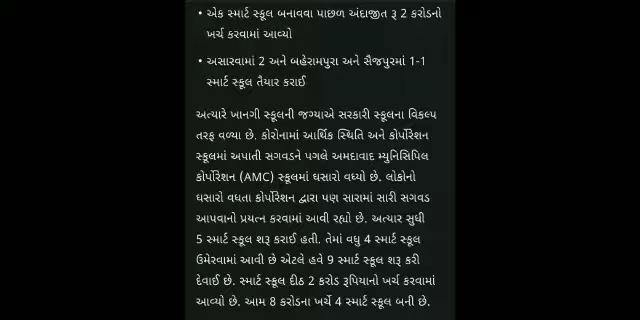 • એક સ્માર્ટ સ્કૂલ બનાવવા પાછળ અંદાજીત રૂ 2 કરોડનો
ખર્ચ કરવામાં આવ્યો
• અસારવામાં 2 અને બહેરામપુરા અને સૈજપુરમાં 1-1
સ્માર્ટ સ્કૂલ તૈયાર કરાઈ
અત્યારે ખાનગી સ્કૂલની જગ્યાએ સરકારી સ્કૂલના વિકલ્પ
તરફ વળ્યા છે. કોરોનામાં આર્થિક સ્થિતિ અને કોર્પોરેશન
સ્કૂલમાં અપાતી સગવડને પગલે અમદાવાદ મ્યુનિસિપિલ
કોર્પોરેશન (AMC) સ્કૂલમાં ઘસારો વધ્યો છે. લોકોનો
ઘસારો વધતા કોર્પોરેશન દ્વારા પણ સારામાં સારી સગવડ
આપવાનો પ્રયત્ન કરવામાં આવી રહ્યો છે. અત્યાર સુધી
5 સ્માર્ટ સ્કૂલ શરૂ કરાઈ હતી. તેમાં વધુ 4 સ્માર્ટ સ્કૂલ
ઉમેરવામાં આવી છે એટલે હવે 9 સ્માર્ટ સ્કૂલ શરૂ કરી
દેવાઈ છે. સ્માર્ટ સ્કૂલ દીઠ 2 કરોડ રૂપિયાનો ખર્ચ કરવામાં
આવ્યો છે. આમ 8 કરોડના ખર્ચે 4 સ્માર્ટ સ્કૂલ બની છે.